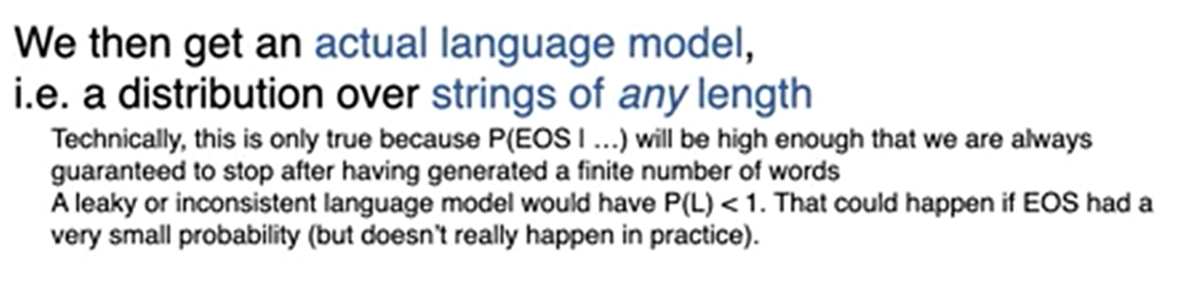 We then get an actual language model,
i.e. a distribution over strings of any length
Technically, this is only true because P(EOS | ...) will be high enough that we are always
guaranteed to stop after having generated a finite number of words
A leaky or inconsistent language model would have P(L) < 1. That could happen if EOS had a
very small probability (but doesn't really happen in practice).